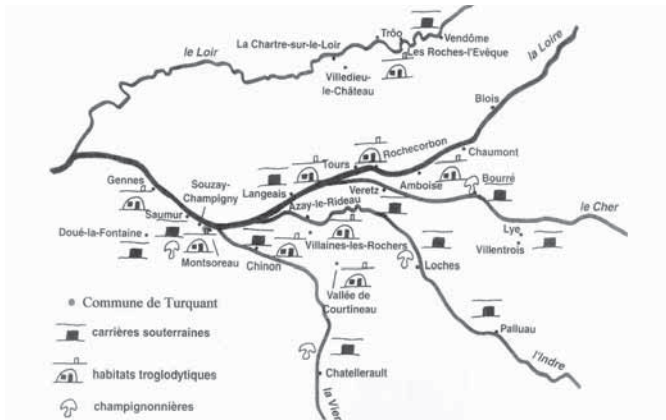 Trôo
Vendôme
La Chartre-sur-le-Loir
Les Roches-l'Evèque
le Loir
Villedieu-
le-Château
la Loire
Blois
Rochecorbon
Tours
Chaumont
Gennes
Souzay-
Champigny
Langeais
Veretz
Amboise
Bourré
Azay-le-Rideau
Saumur
le Cher
Doué-la-Fontaine
Villaines-les-Rochers
Lye
Villentrois
Montsoreau
Chinon
Loches
Vallée de
Courtineau
Commune de Turquant
carrières souterraines
Palluau
l'Indre
habitats troglodytiques
Chatellerault
champignonnières